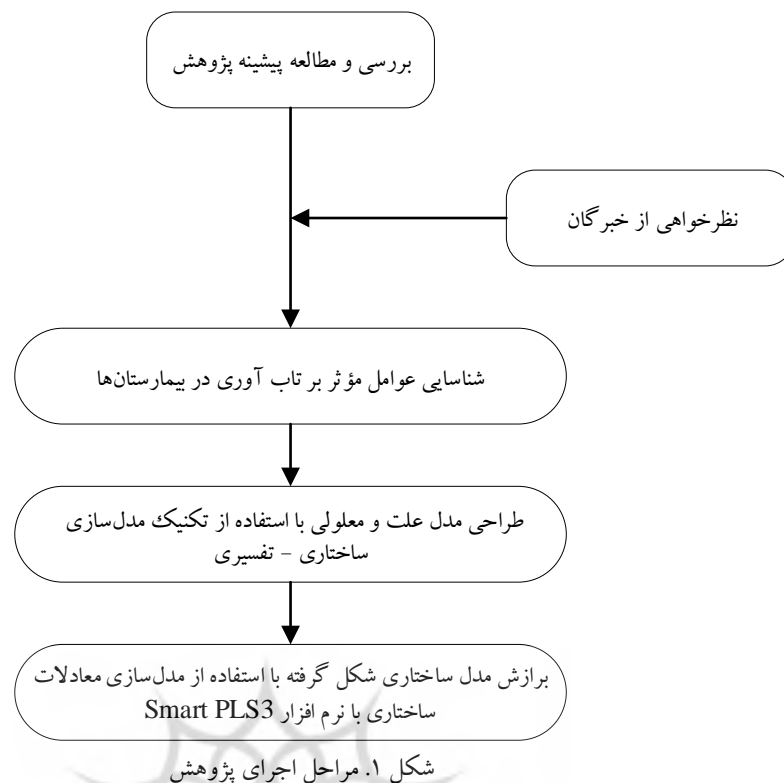 بررسی و مطالعه پیشینه پژوهش
نظرخواهی از خبرگان
شناسایی عوامل مؤثر بر تاب آوری در بیمارستان‌ها
طراحی مدل علت و معلولی با استفاده از تکنیک مدل‌سازی
ساختاری - تفسیری
برازش مدل ساختاری شکل گرفته با استفاده از مدل‌سازی معادلات
ساختاری با نرم افزار Smart PLS3
شکل ۱. مراحل اجرای پژوهش